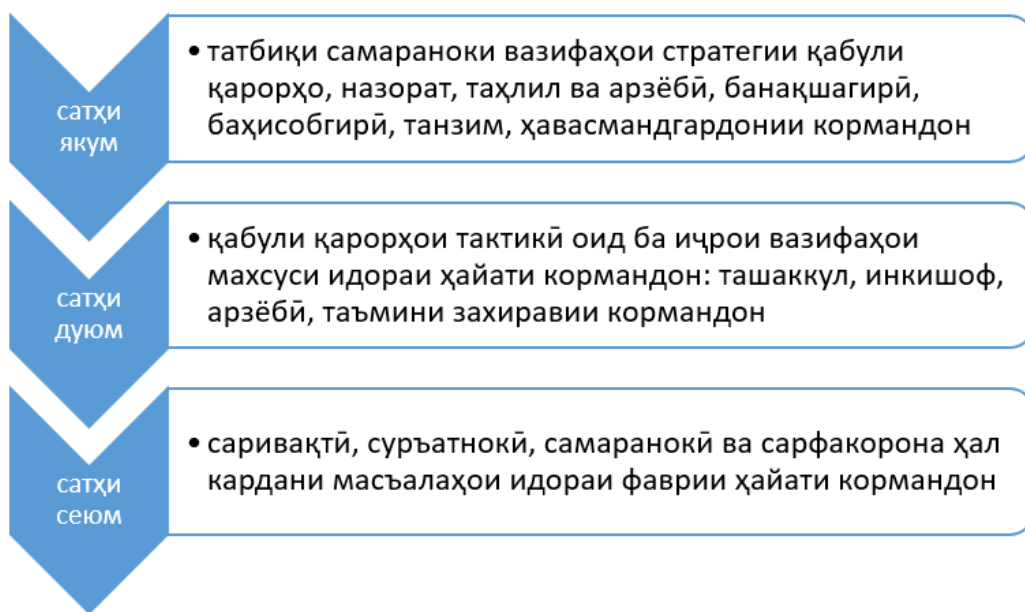 сатҳи
якум
• татбиқи самараноки вазифаҳои стратегии қабули
қарорҳо, назорат, таҳлил ва арзёбӣ, банақшагирӣ,
баҳисобгирӣ, танзим, ҳавасмандгардонии кормандон
сатҳи
дуюм
• қабули қарорҳои тактикӣ оид ба иҷрои вазифаҳои
махсуси идораи ҳайати кормандон: ташаккул, инкишоф,
арзёбӣ, таъмини захиравии кормандон
сатҳи
сеюм
• саривақтӣ, суръатнокӣ, самаранокӣ ва сарфакорона ҳал
кардани масъалаҳои идораи фаврии ҳайати кормандон